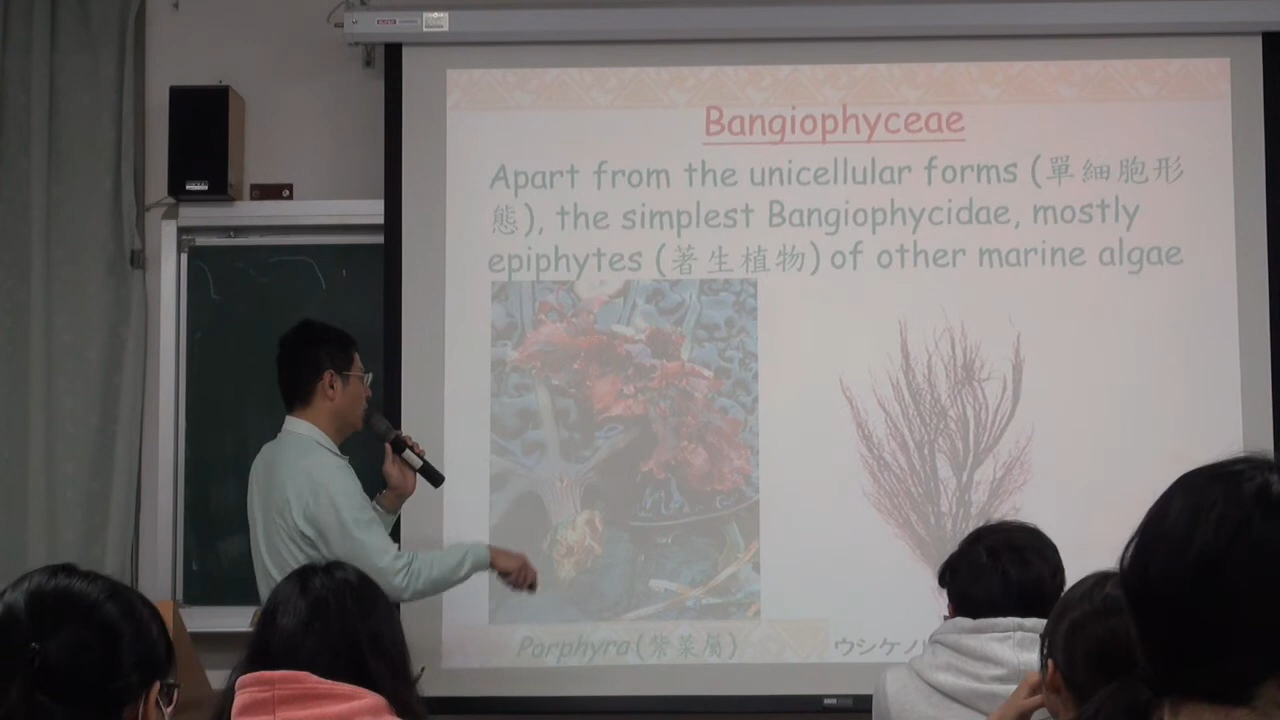 Bangiophyceae
Apart from the unicellular forms (單細胞形
態), the simplest Bangiophycidae, mostly
epiphytes (著生植物) of other marine algae
Porphyra (紫菜屬)
ウシケノ